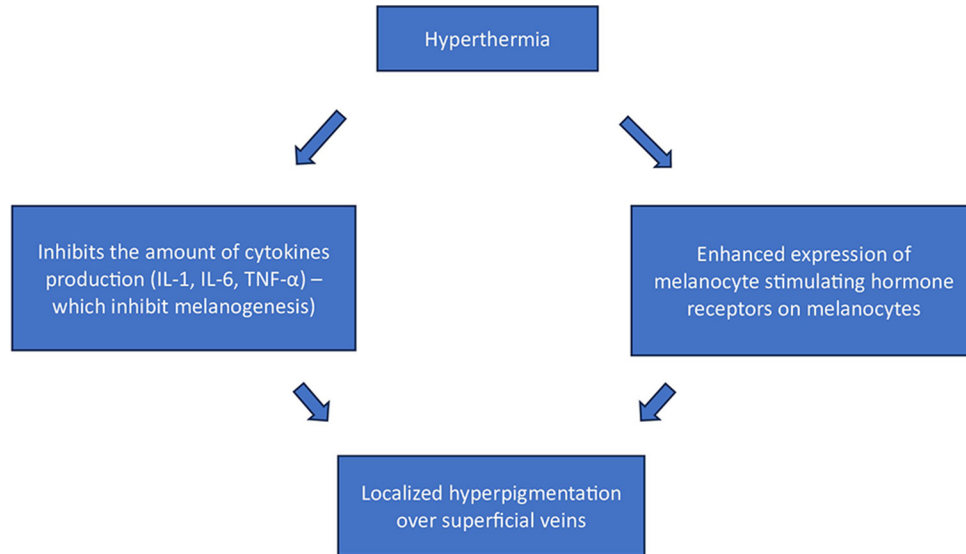 Hyperthermia
Inhibits the amount of cytokines
production (IL-1, IL-6, TNF-α) –
which inhibit melanogenesis)
Enhanced expression of
melanocyte stimulating hormone
receptors on melanocytes
Localized hyperpigmentation
over superficial veins